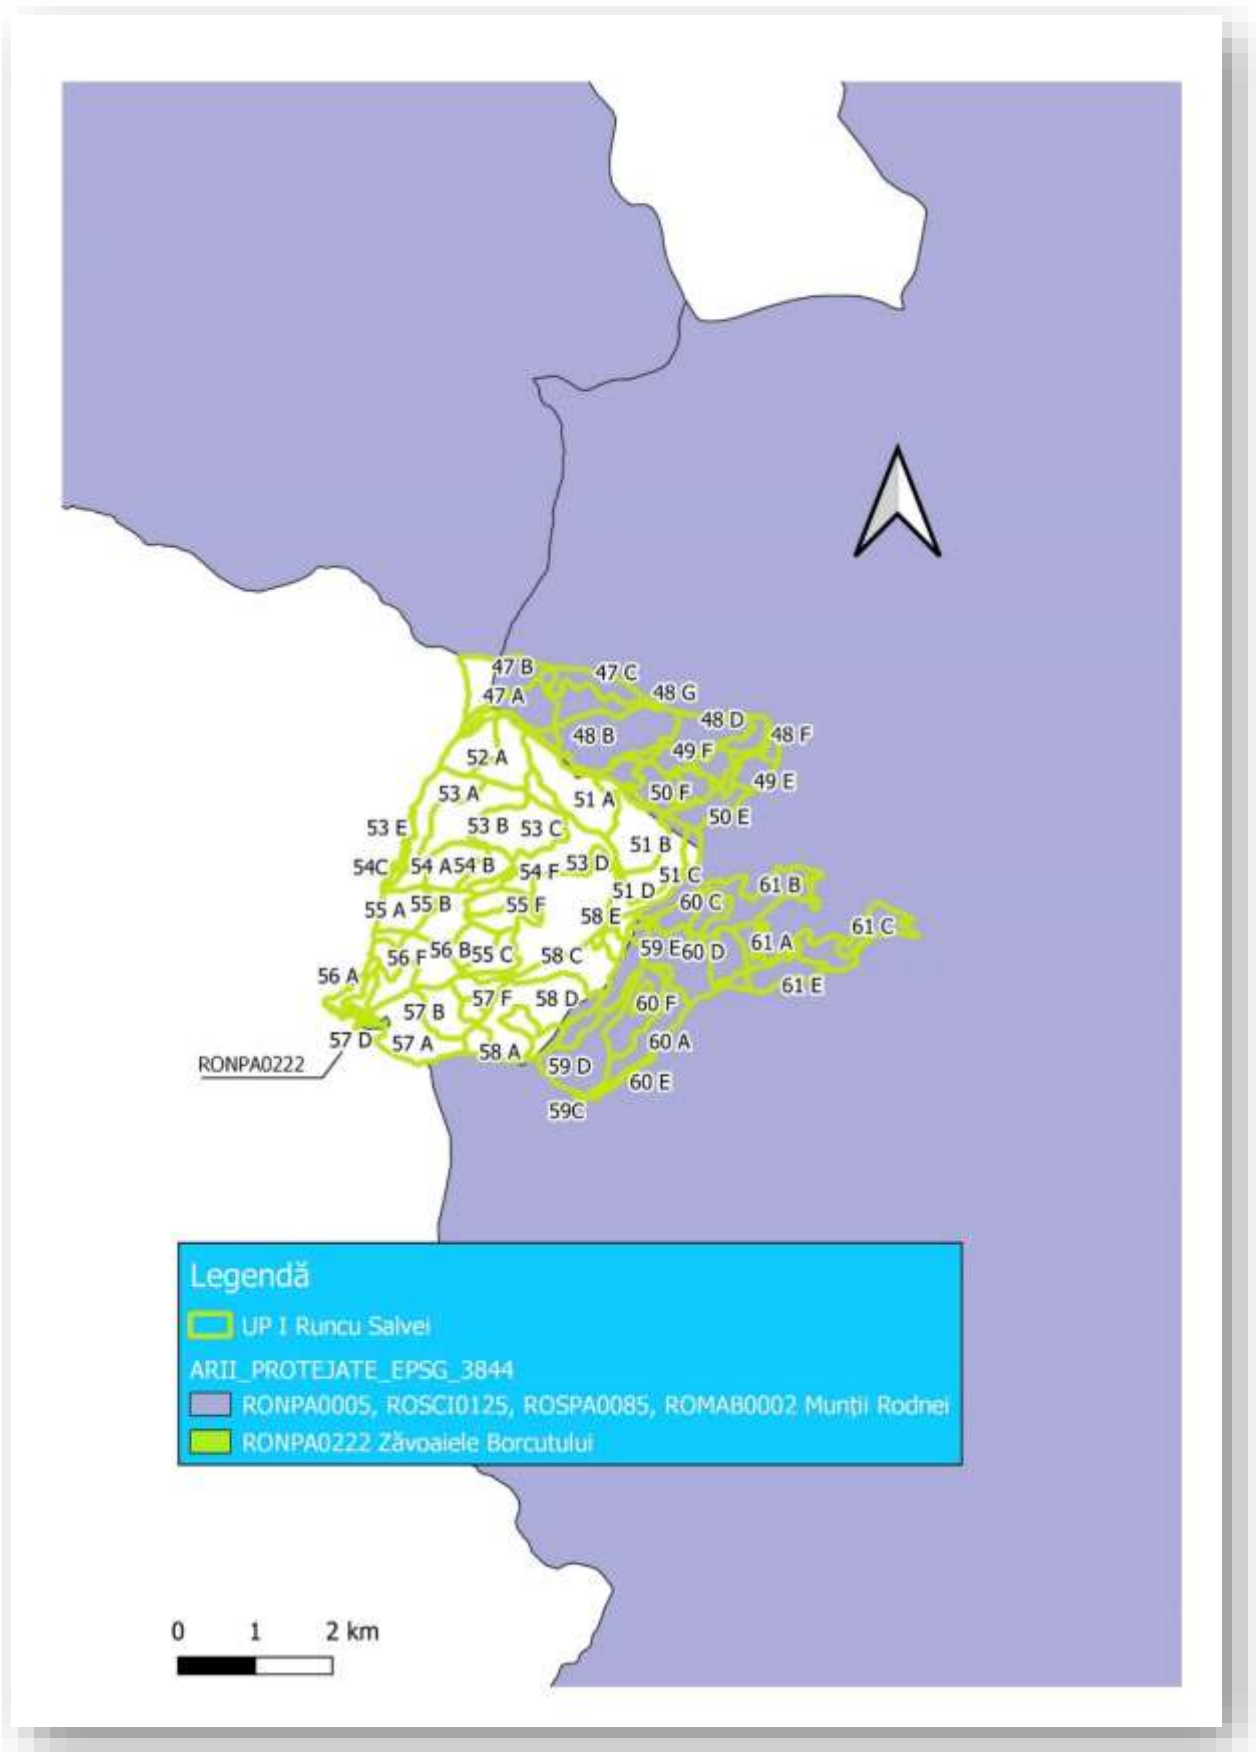 47 B
47 C
47 A
48 G
48 D
48 B
48 F
49 F
52 A
49 E
53 A
51 A
50 F
50 E
53 E
53 B
53 C
51 B
54C
54 A
54 B
54 F
53 D
51 C
51 D
61 B
55 A
55 B
55 F
60 C
58 E
61 C
56 F
56 B
55 C
58 C
59 E
60 D
61 A
56 A
61 E
57 B
57 F
58 D
60 F
57 D
57 A
58 A
60 A
RONPA0222
59 D
60 E
59C
Legendă
UP I Runcu Salvei
ARII_PROTEJATE_EPSG_3844
RONPA0005, ROSCI0125, ROSPA0085, ROMAB0002 Munții Rodnei
RONPA0222 Zăvoaiele Borcutului
0 1 2 km